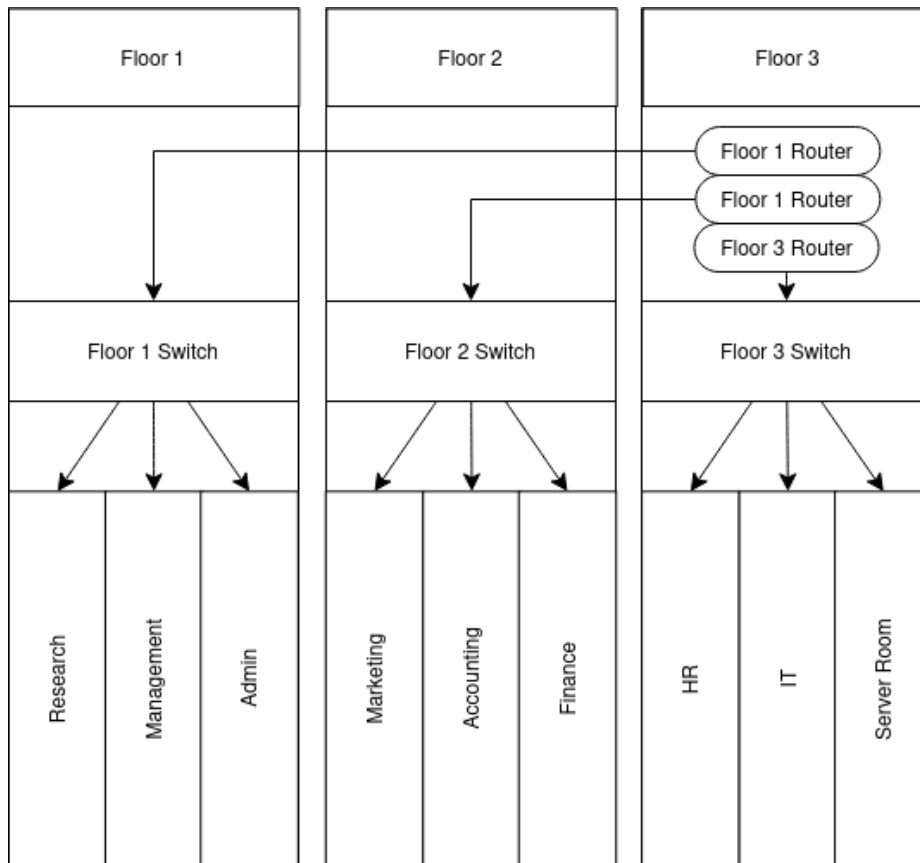 Floor 1
Floor 2
Floor 3
Floor 1 Router
Floor 1 Router
Floor 3 Router
Floor 1 Switch
Floor 2 Switch
Floor 3 Switch
Research
Management
Admin
Marketing
Accounting
Finance
HR
IT
Server Room